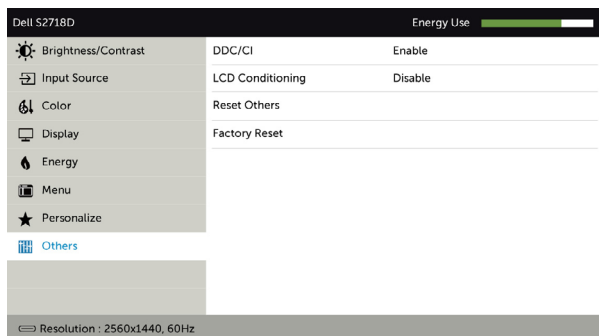 Dell S2718D Energy Use
Brightness/Contrast DDC/CI Enable
Input Source LCD Conditioning Disable
Color Reset Others
Display Factory Reset
Energy
Menu
Personalize
Others
Resolution : 2560x1440, 60Hz